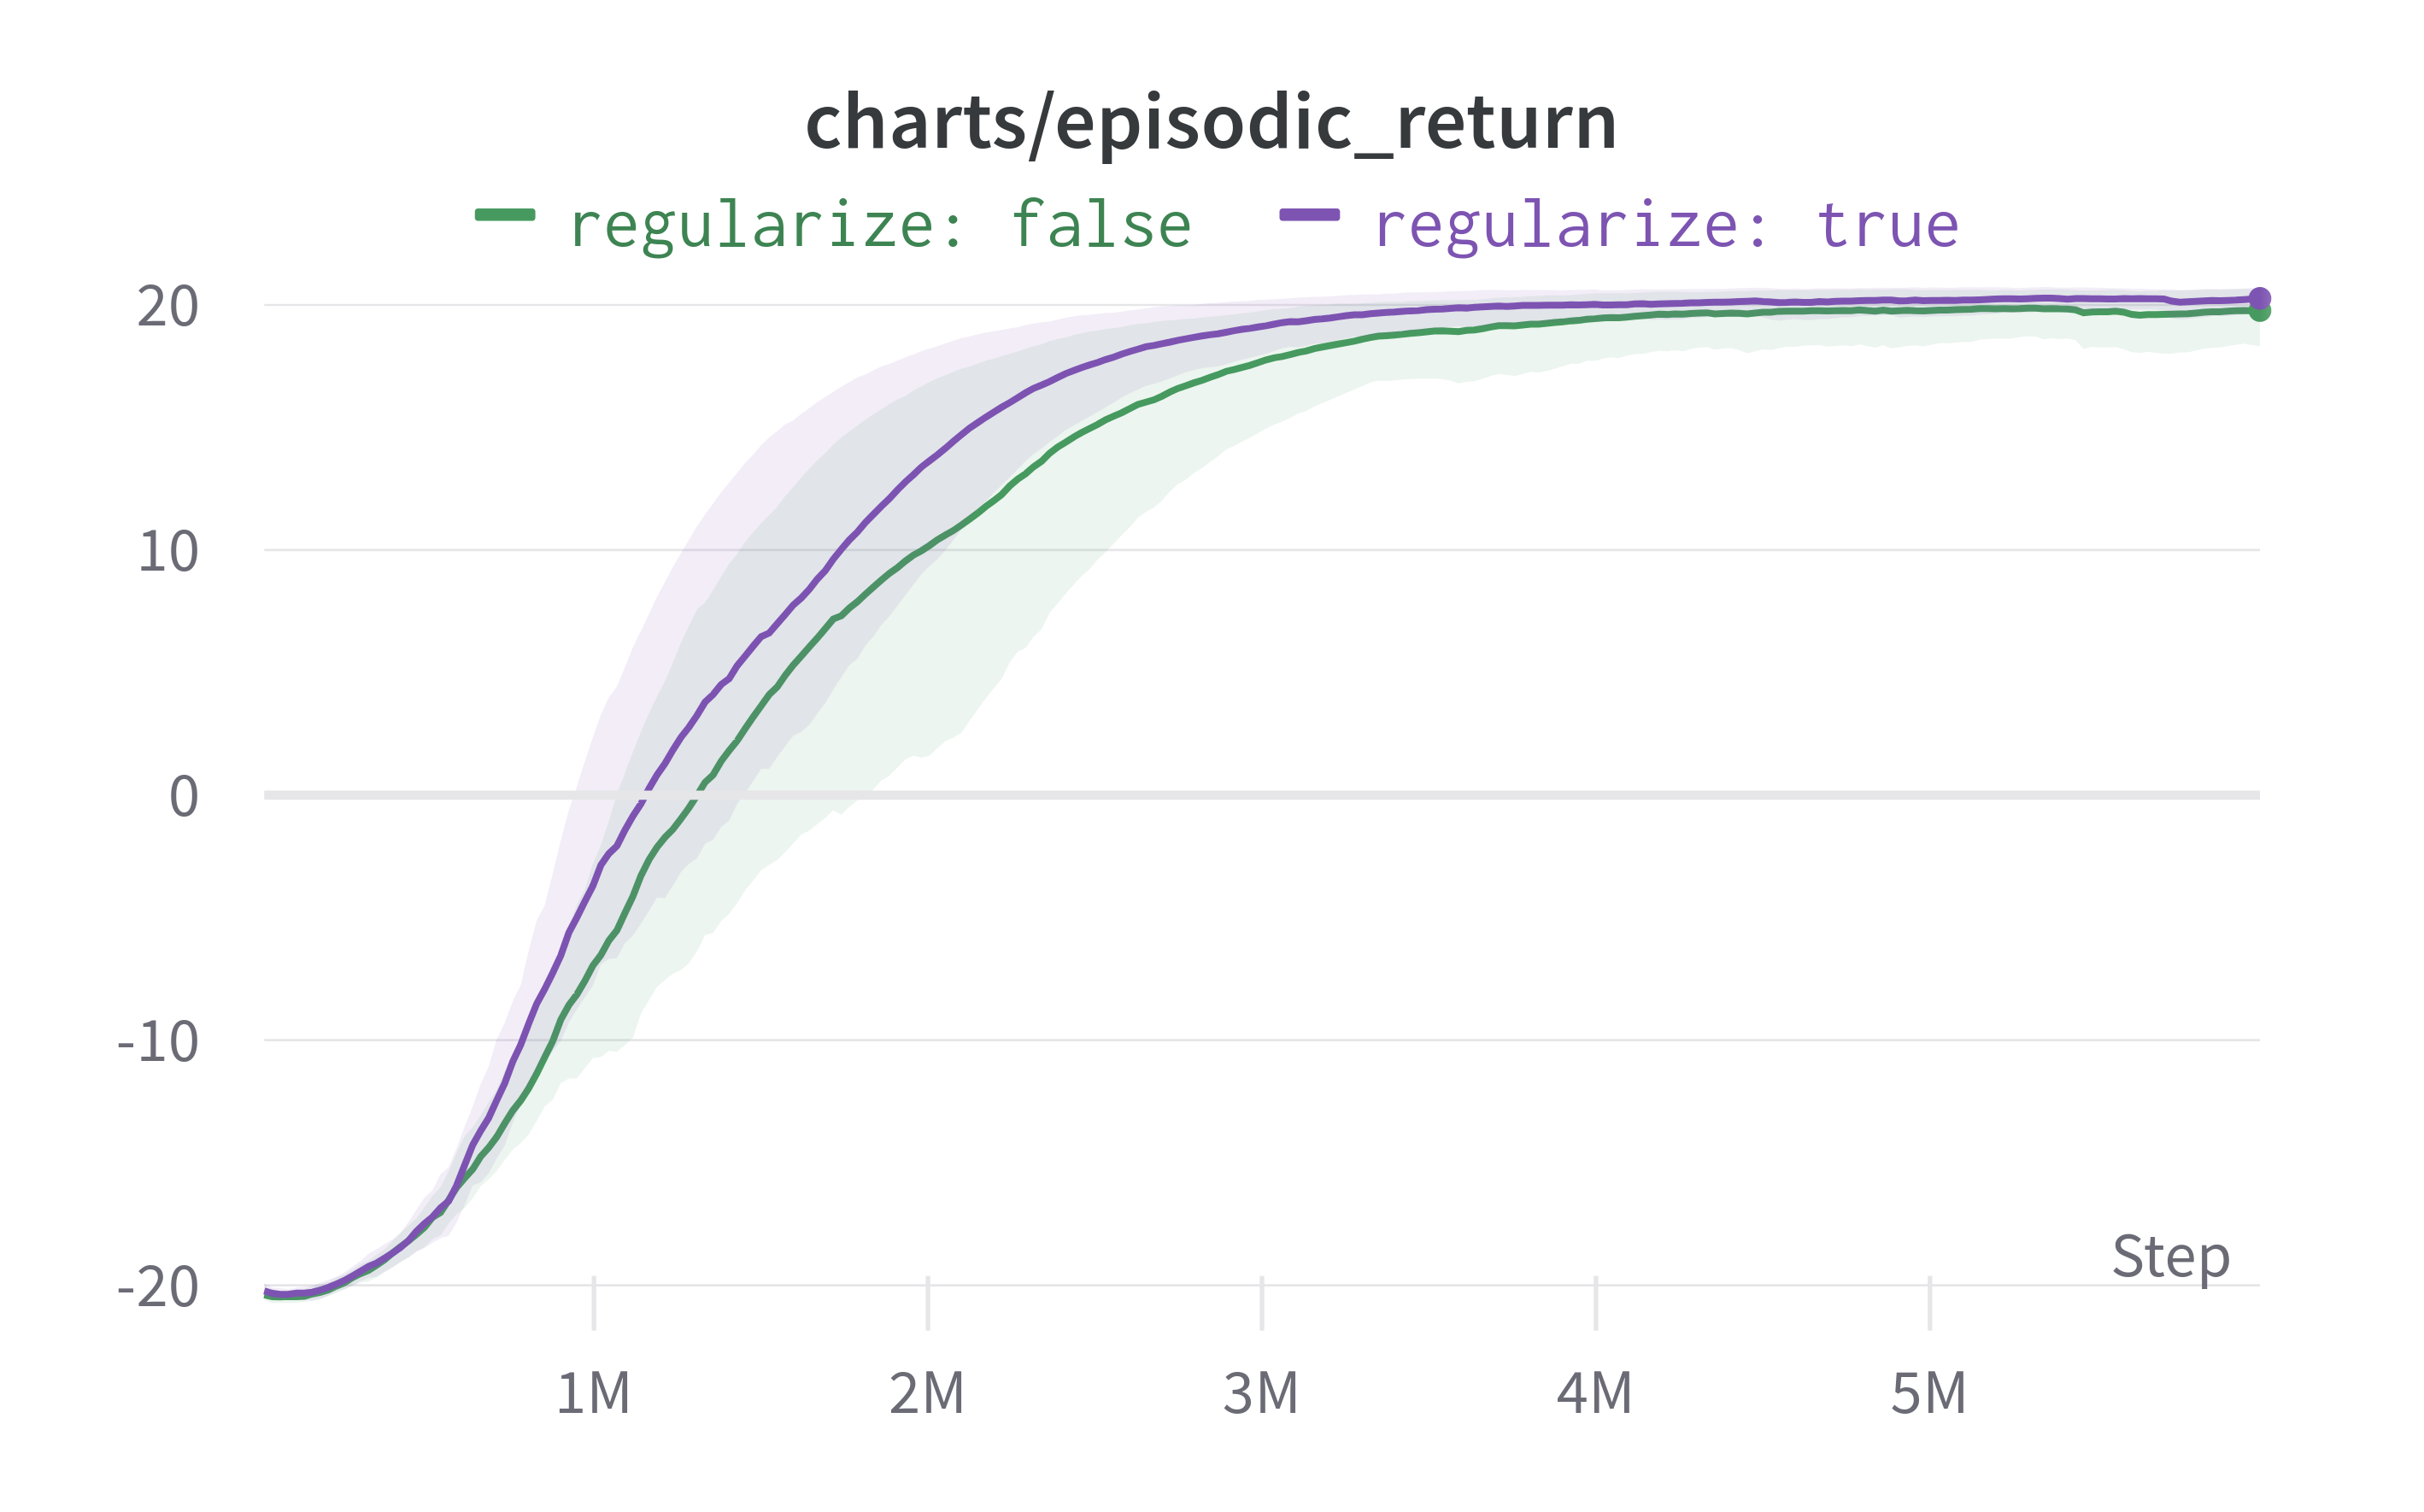 charts/episodic_return
regularize: false regularize: true
20
10
0
-10
-20
Step
1M 2M 3M 4M 5M